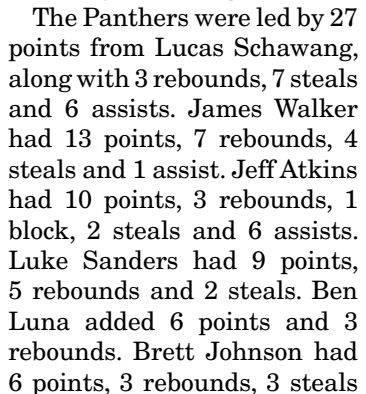 The Panthers were led by 27
points from Lucas Schawang,
along with 3 rebounds, 7 steals
and 6 assists. James Walker
had 13 points, 7 rebounds, 4
steals and 1 assist. Jeff Atkins
had 10 points, 3 rebounds, 1
block, 2 steals and 6 assists.
Luke Sanders had 9 points,
5 rebounds and 2 steals. Ben
Luna added 6 points and 3
rebounds. Brett Johnson had
6 points, 3 rebounds, 3 steals